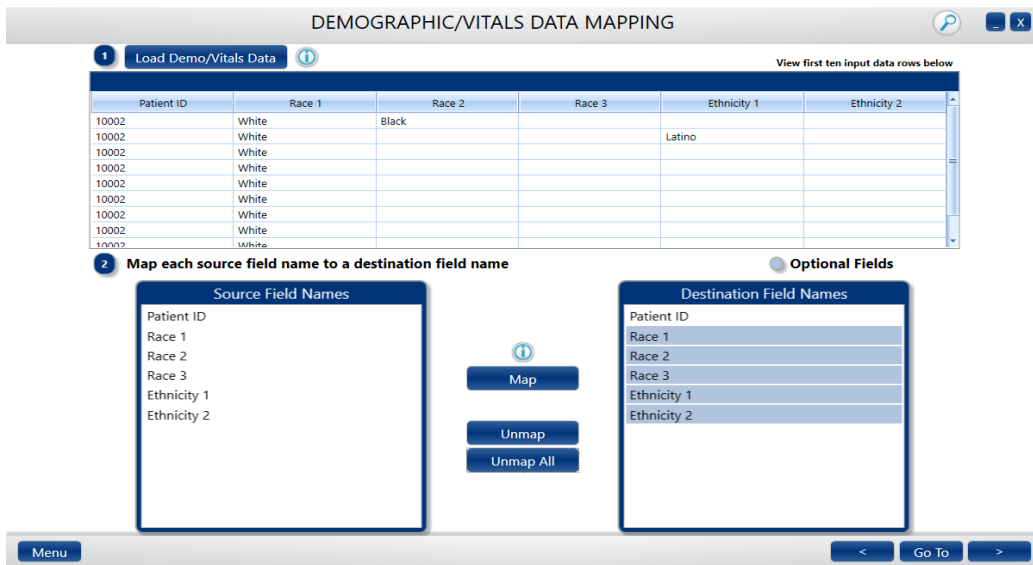 DEMOGRAPHIC/VITALS DATA MAPPING
_ X
1 Load Demo/Vitals Data i
View first ten input data rows below
Patient ID Race 1 Race 2 Race 3 Ethnicity 1 Ethnicity 2
10002 White Black
10002 White Latino
10002 White
10002 White
10002 White
10002 White
10002 White
10002 White
10002 White
2 Map each source field name to a destination field name Optional Fields
Source Field Names
Patient ID
Race 1
Race 2
Race 3
Ethnicity 1
Ethnicity 2
i
Map
Unmap
Unmap All
Destination Field Names
Patient ID
Race 1
Race 2
Race 3
Ethnicity 1
Ethnicity 2
Menu < Go To >